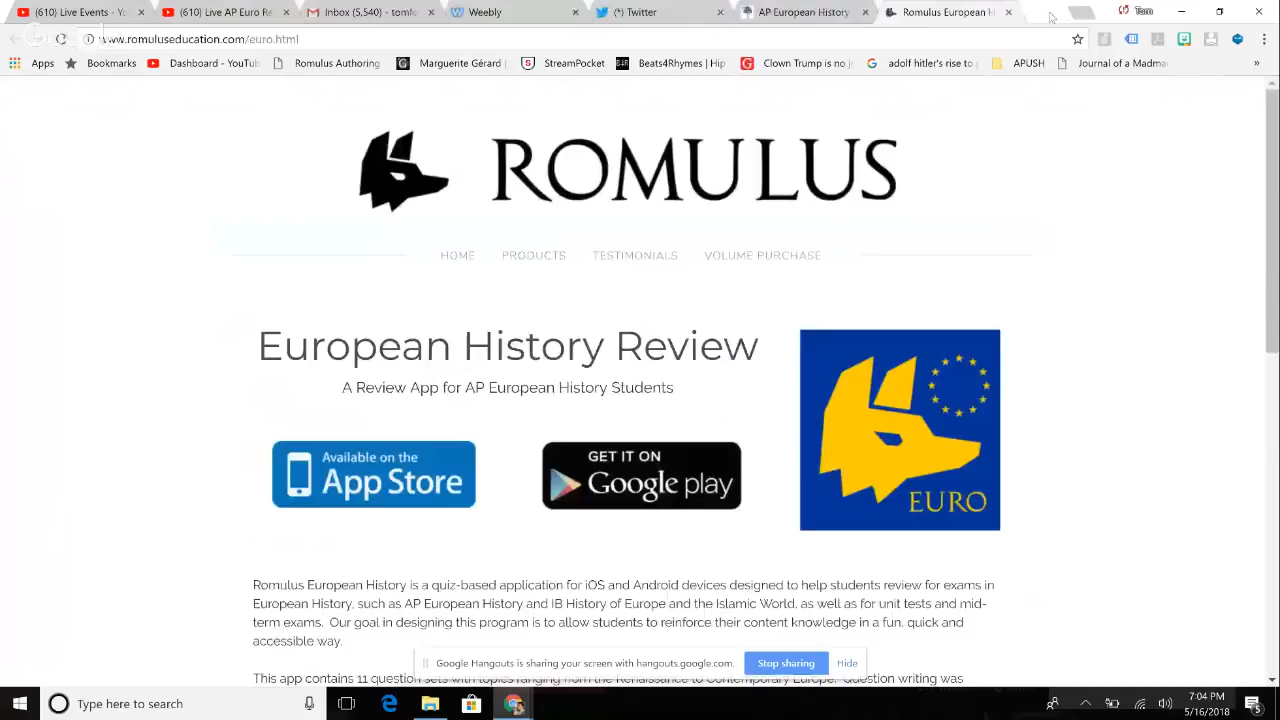 (610) Live Events - Yo
(610) Live AP Euro Re
Inbox (5,540) - tomfe
Weebly
(*) Twitter
AP European History
Romulus European H
Tom
www.romuluseducation.com/euro.html
Apps
Bookmarks
Dashboard - YouTub
Romulus Authoring
Marguerite Gérard (
StreamPocket
Beats4Rhymes | Hip
Clown Trump is no j
adolf hitler's rise to p
APUSH
Journal of a Madma
»
ROMULUS
HOME
PRODUCTS
TESTIMONIALS
VOLUME PURCHASE
European History Review
A Review App for AP European History Students
Available on the
App Store
GET IT ON
Google play
EURO
Romulus European History is a quiz-based application for iOS and Android devices designed to help students review for exams in
European History, such as AP European History and IB History of Europe and the Islamic World, as well as for unit tests and mid-
term exams. Our goal in designing this program is to allow students to reinforce their content knowledge in a fun, quick and
accessible way.
Google Hangouts is sharing your screen with hangouts.google.com.
Stop sharing
Hide
This app contains 11 question sets with topics ranging from the Renaissance to Contemporary Europe. Question writing was
Type here to search
7:04 PM
5/16/2018